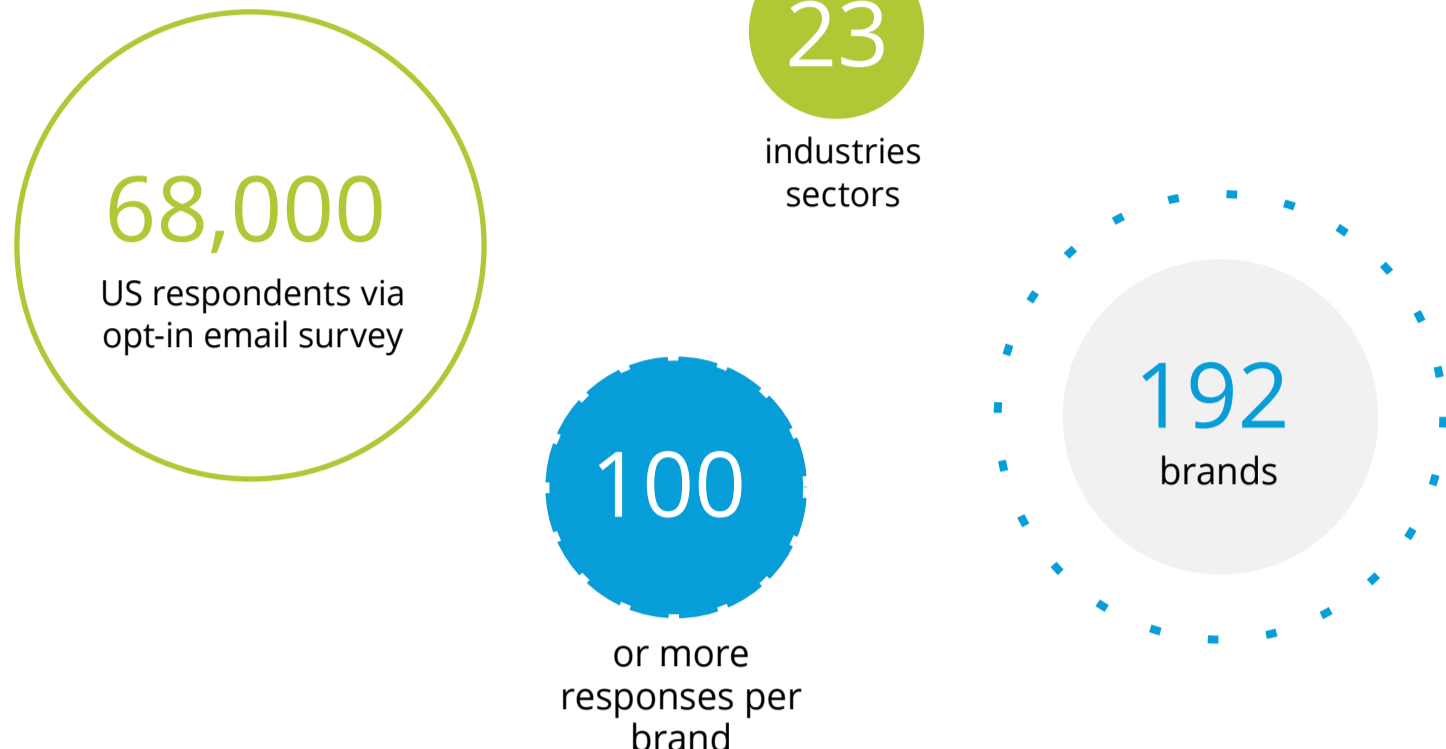 68,000
US respondents via
opt-in email survey
23
industries
sectors
100
or more
responses per
brand
192
brands